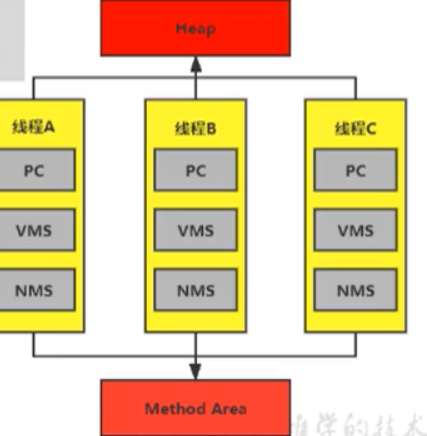 Heap
线程A 线程B 线程C
PC PC PC
VMS VMS VMS
NMS NMS NMS
Method Area
学的技术